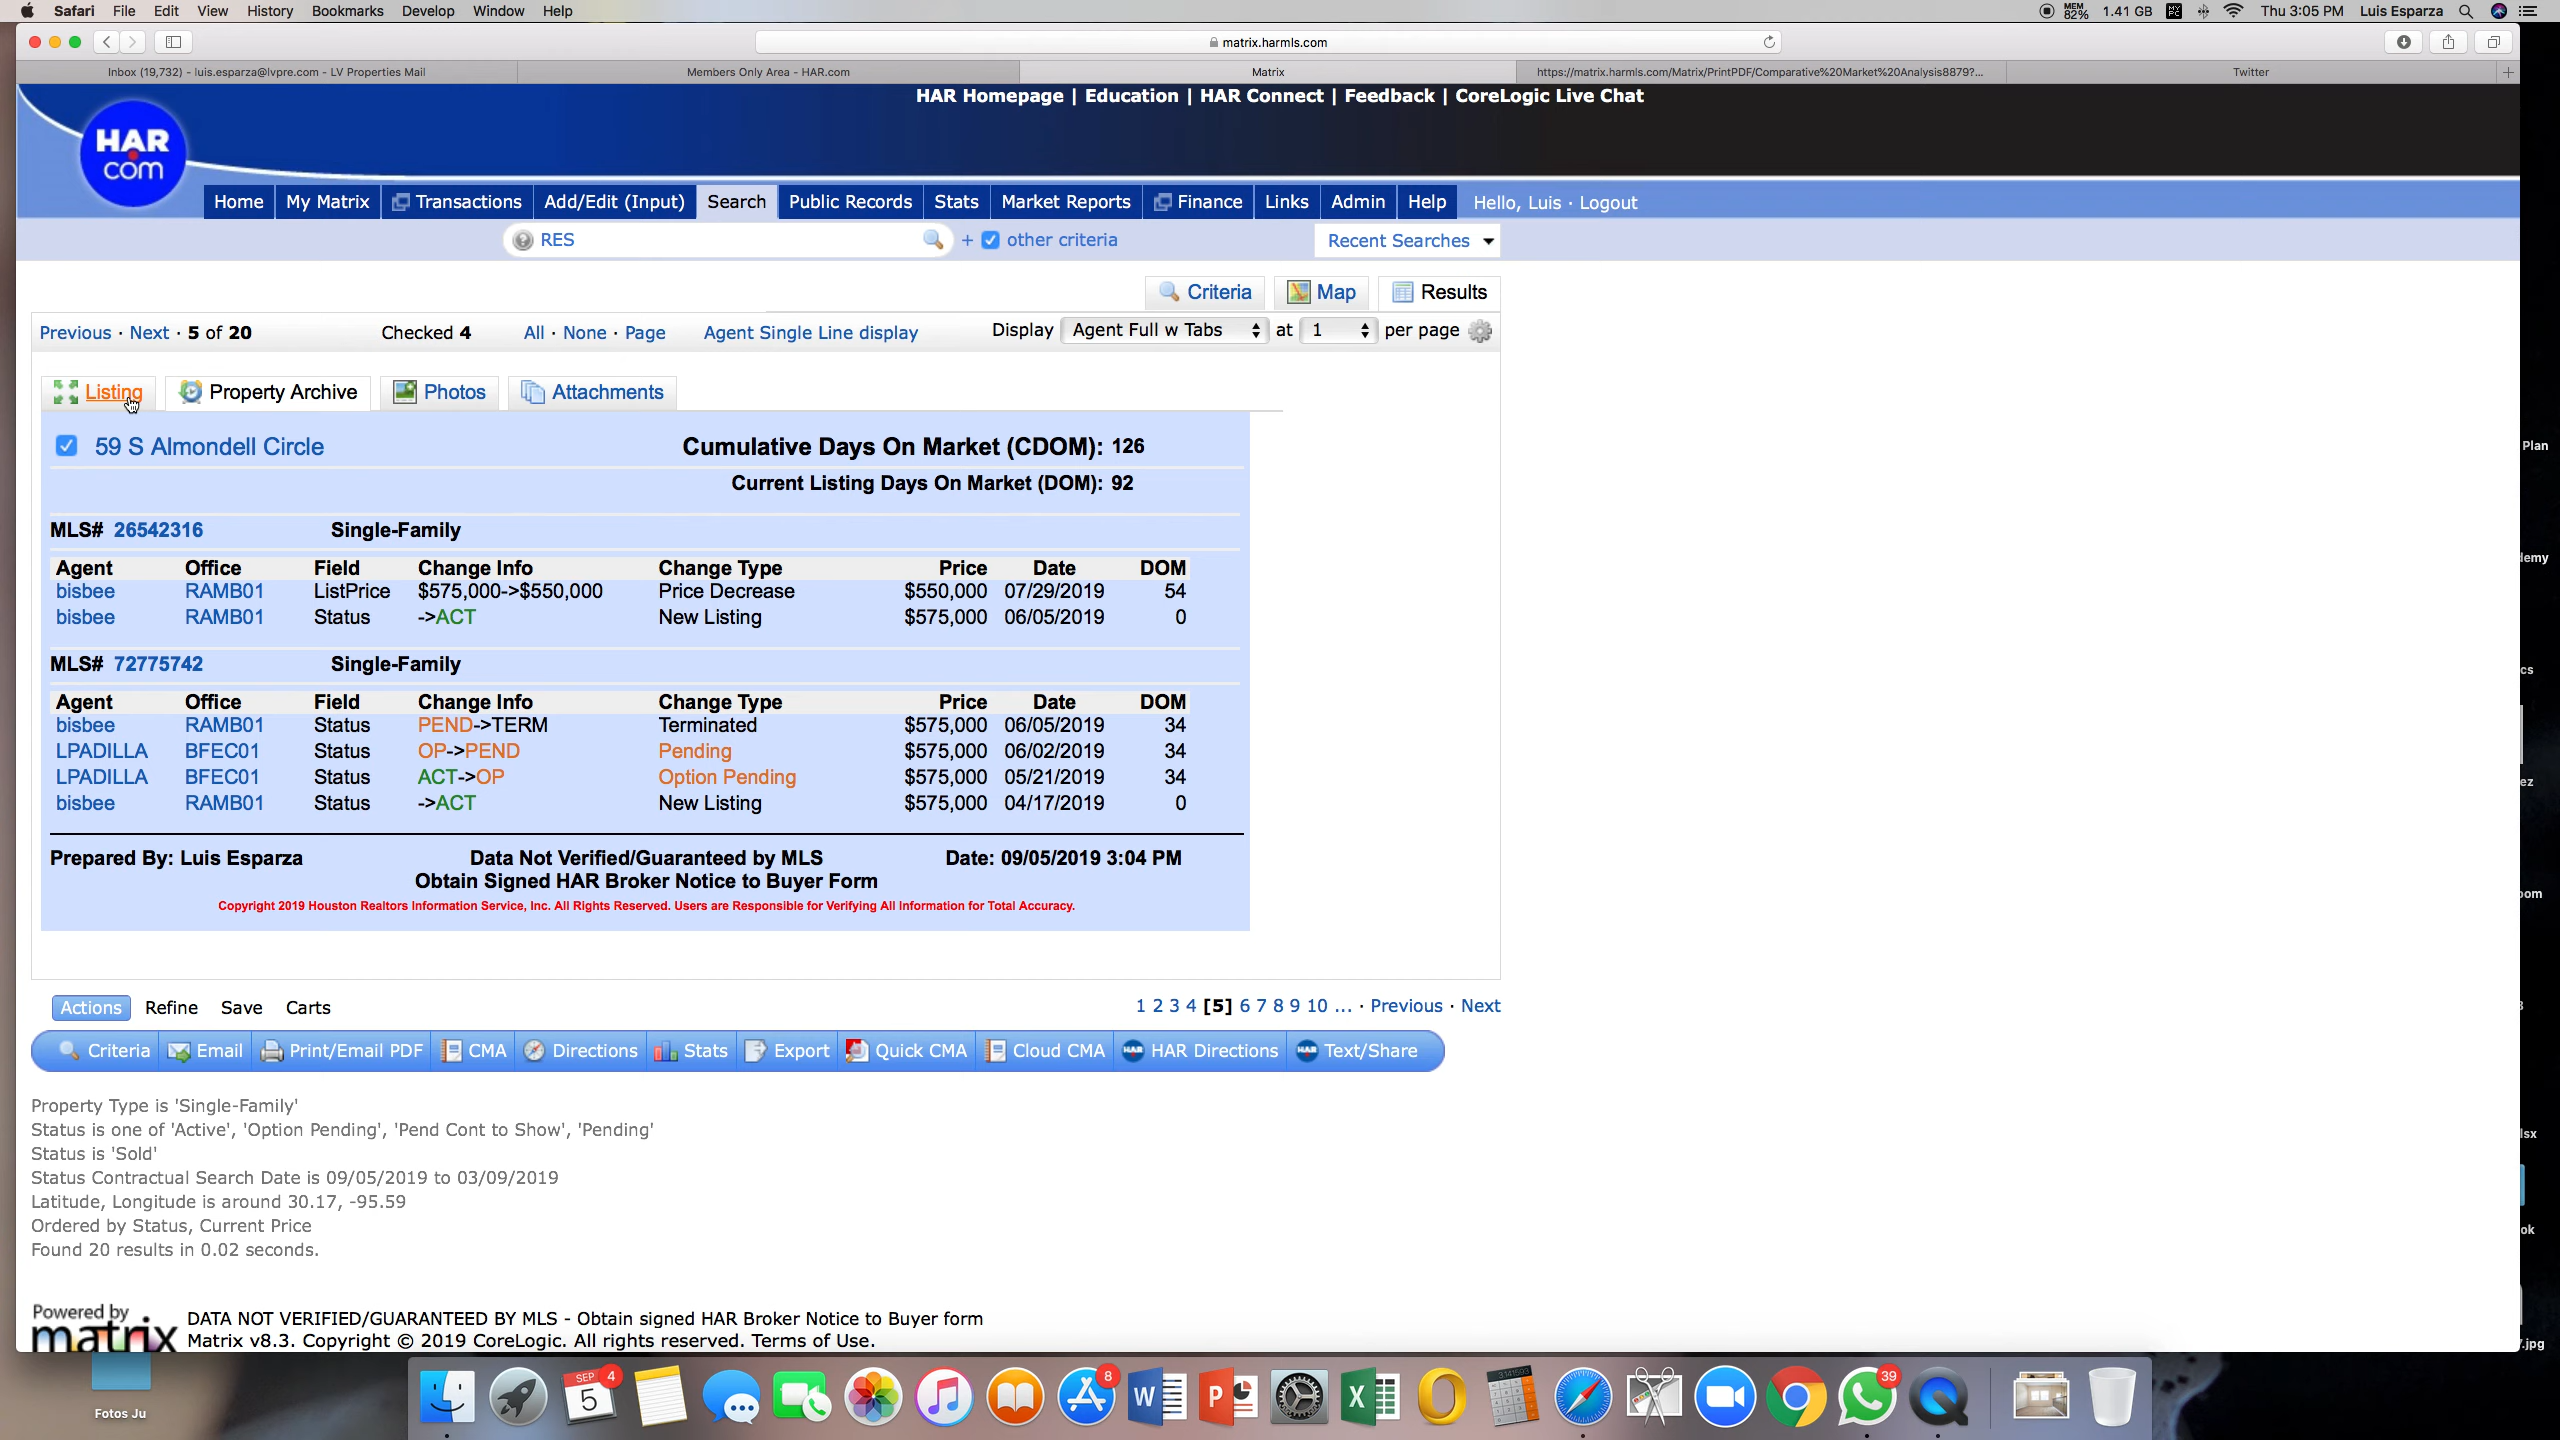 Safari File Edit View History Bookmarks Develop Window Help
MEM 82% 1.41 GB Thu 3:05 PM Luis Esparza
matrix.harmls.com
Inbox (19,732) - luis.esparza@lvpre.com - LV Properties Mail Members Only Area - HAR.com Matrix https://matrix.harmls.com/Matrix/PrintPDF/Comparative%20Market%20Analysis8879?... Twitter
HAR Homepage | Education | HAR Connect | Feedback | CoreLogic Live Chat
HAR
com
Home My Matrix Transactions Add/Edit (Input) Search Public Records Stats Market Reports Finance Links Admin Help Hello, Luis · Logout
RES + other criteria Recent Searches
Criteria Map Results
Previous · Next · 5 of 20 Checked 4 All · None · Page Agent Single Line display Display Agent Full w Tabs at 1 per page
Listing Property Archive Photos Attachments
59 S Almondell Circle Cumulative Days On Market (CDOM): 126
Current Listing Days On Market (DOM): 92
MLS# 26542316 Single-Family
Agent Office Field Change Info Change Type Price Date DOM
bisbee RAMB01 ListPrice $575,000->$550,000 Price Decrease $550,000 07/29/2019 54
bisbee RAMB01 Status ->ACT New Listing $575,000 06/05/2019 0
MLS# 72775742 Single-Family
Agent Office Field Change Info Change Type Price Date DOM
bisbee RAMB01 Status PEND->TERM Terminated $575,000 06/05/2019 34
LPADILLA BFEC01 Status OP->PEND Pending $575,000 06/02/2019 34
LPADILLA BFEC01 Status ACT->OP Option Pending $575,000 05/21/2019 34
bisbee RAMB01 Status ->ACT New Listing $575,000 04/17/2019 0
Prepared By: Luis Esparza Data Not Verified/Guaranteed by MLS Date: 09/05/2019 3:04 PM
Obtain Signed HAR Broker Notice to Buyer Form
Copyright 2019 Houston Realtors Information Service, Inc. All Rights Reserved. Users are Responsible for Verifying All Information for Total Accuracy.
Actions Refine Save Carts 1 2 3 4 [5] 6 7 8 9 10 ... · Previous · Next
Criteria Email Print/Email PDF CMA Directions Stats Export Quick CMA Cloud CMA HAR Directions Text/Share
Property Type is 'Single-Family'
Status is one of 'Active', 'Option Pending', 'Pend Cont to Show', 'Pending'
Status is 'Sold'
Status Contractual Search Date is 09/05/2019 to 03/09/2019
Latitude, Longitude is around 30.17, -95.59
Ordered by Status, Current Price
Found 20 results in 0.02 seconds.
Powered by
matrix
DATA NOT VERIFIED/GUARANTEED BY MLS - Obtain signed HAR Broker Notice to Buyer form
Matrix v8.3. Copyright © 2019 CoreLogic. All rights reserved. Terms of Use.
Plan
.jpg
SEP 5 4 8 39
Fotos Ju